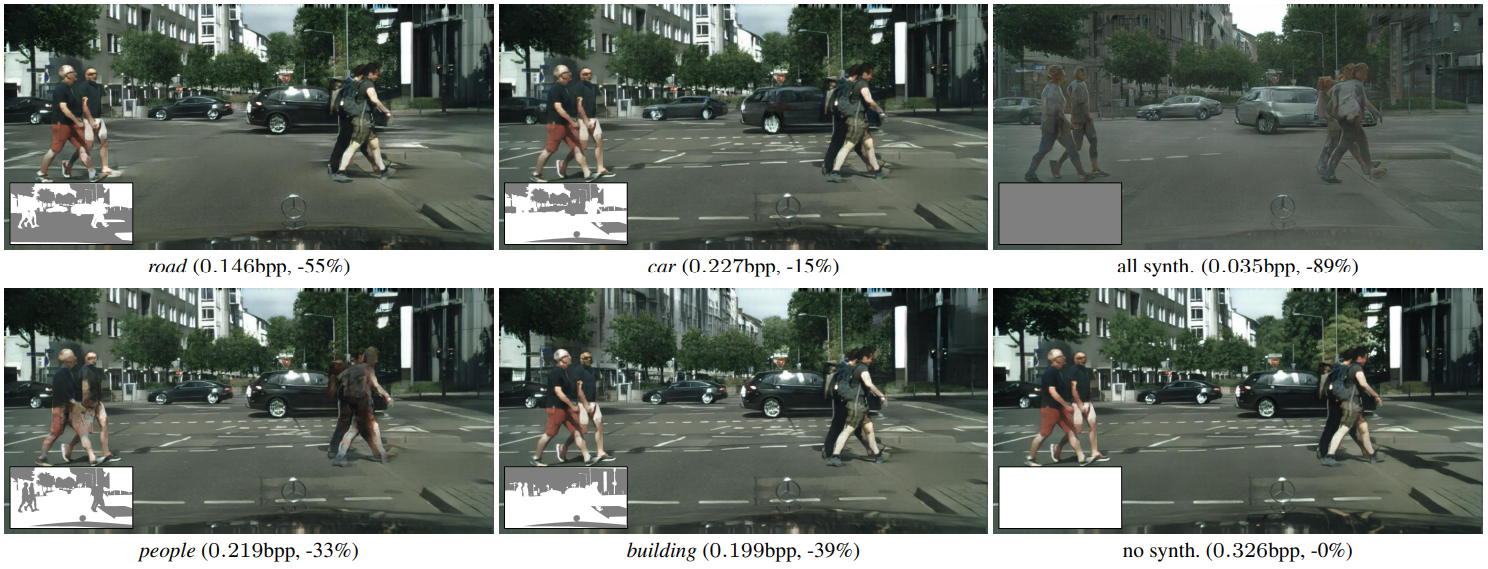 road (0.146bpp, -55%)
car (0.227bpp, -15%)
all synth. (0.035bpp, -89%)
people (0.219bpp, -33%)
building (0.199bpp, -39%)
no synth. (0.326bpp, -0%)